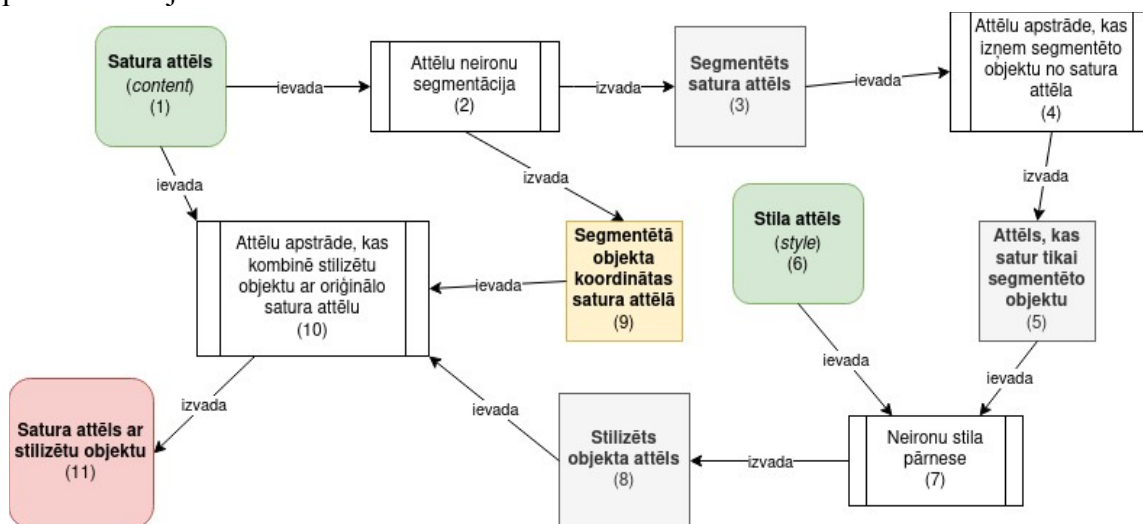 Satura attēls
(content)
(1)
ievada
Attēlu neironu
segmentācija
(2)
izvada
Segmentēts
satura attēls
(3)
ievada
Attēlu apstrāde, kas
izņem segmentēto
objektu no satura
attēla
(4)
ievada
izvada
izvada
Attēlu apstrāde, kas
kombinē stilizētu
objektu ar oriģinālo
satura attēlu
(10)
ievada
Segmentētā
objekta
koordinātas
satura attēlā
(9)
Stila attēls
(style)
(6)
Attēls, kas
satur tikai
segmentēto
objektu
(5)
ievada
ievada
Satura attēls ar
stilizētu objektu
(11)
izvada
ievada
Stilizēts
objekta attēls
(8)
izvada
Neironu stila
pārnese
(7)